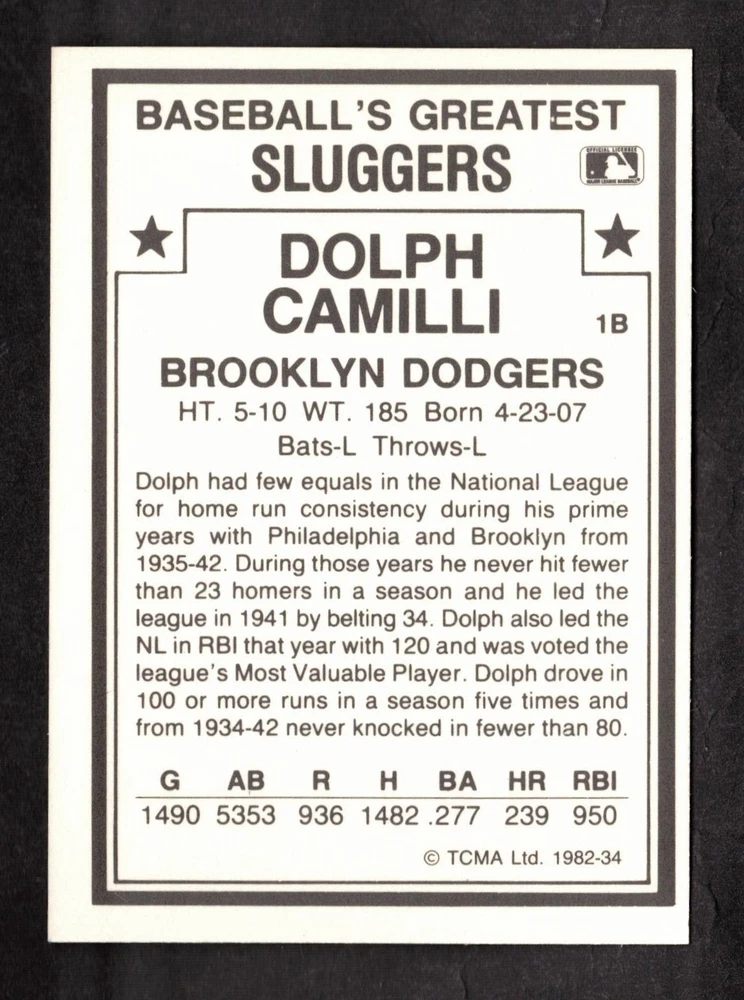 BASEBALL'S GREATEST
SLUGGERS
OFFICIAL LICENSEE
MAJOR LEAGUE BASEBALL
DOLPH
CAMILLI
1B
BROOKLYN DODGERS
HT. 5-10 WT. 185 Born 4-23-07
Bats-L Throws-L
Dolph had few equals in the National League
for home run consistency during his prime
years with Philadelphia and Brooklyn from
1935-42. During those years he never hit fewer
than 23 homers in a season and he led the
league in 1941 by belting 34. Dolph also led the
NL in RBI that year with 120 and was voted the
league's Most Valuable Player. Dolph drove in
100 or more runs in a season five times and
from 1934-42 never knocked in fewer than 80.
G AB R H BA HR RBI
1490 5353 936 1482 .277 239 950
© TCMA Ltd. 1982-34